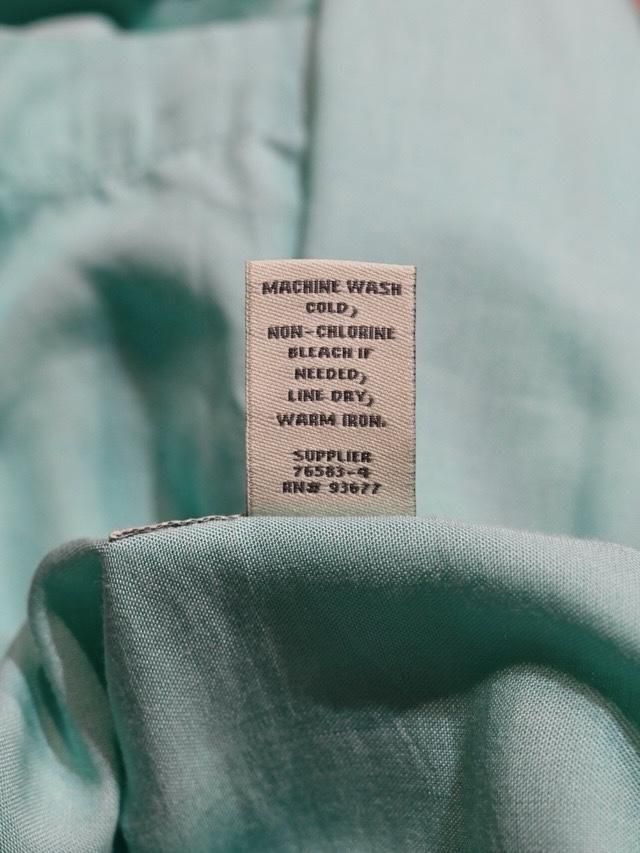 MACHINE WASH
COLD,
NON-CHLORINE
BLEACH IF
NEEDED,
LINE DRY,
WARM IRON.
SUPPLIER
76583-4
RN# 93677